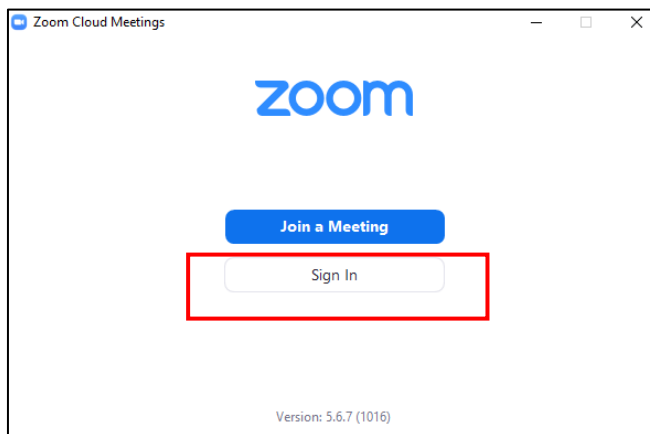 Zoom Cloud Meetings
zoom
Join a Meeting
Sign In
Version: 5.6.7 (1016)